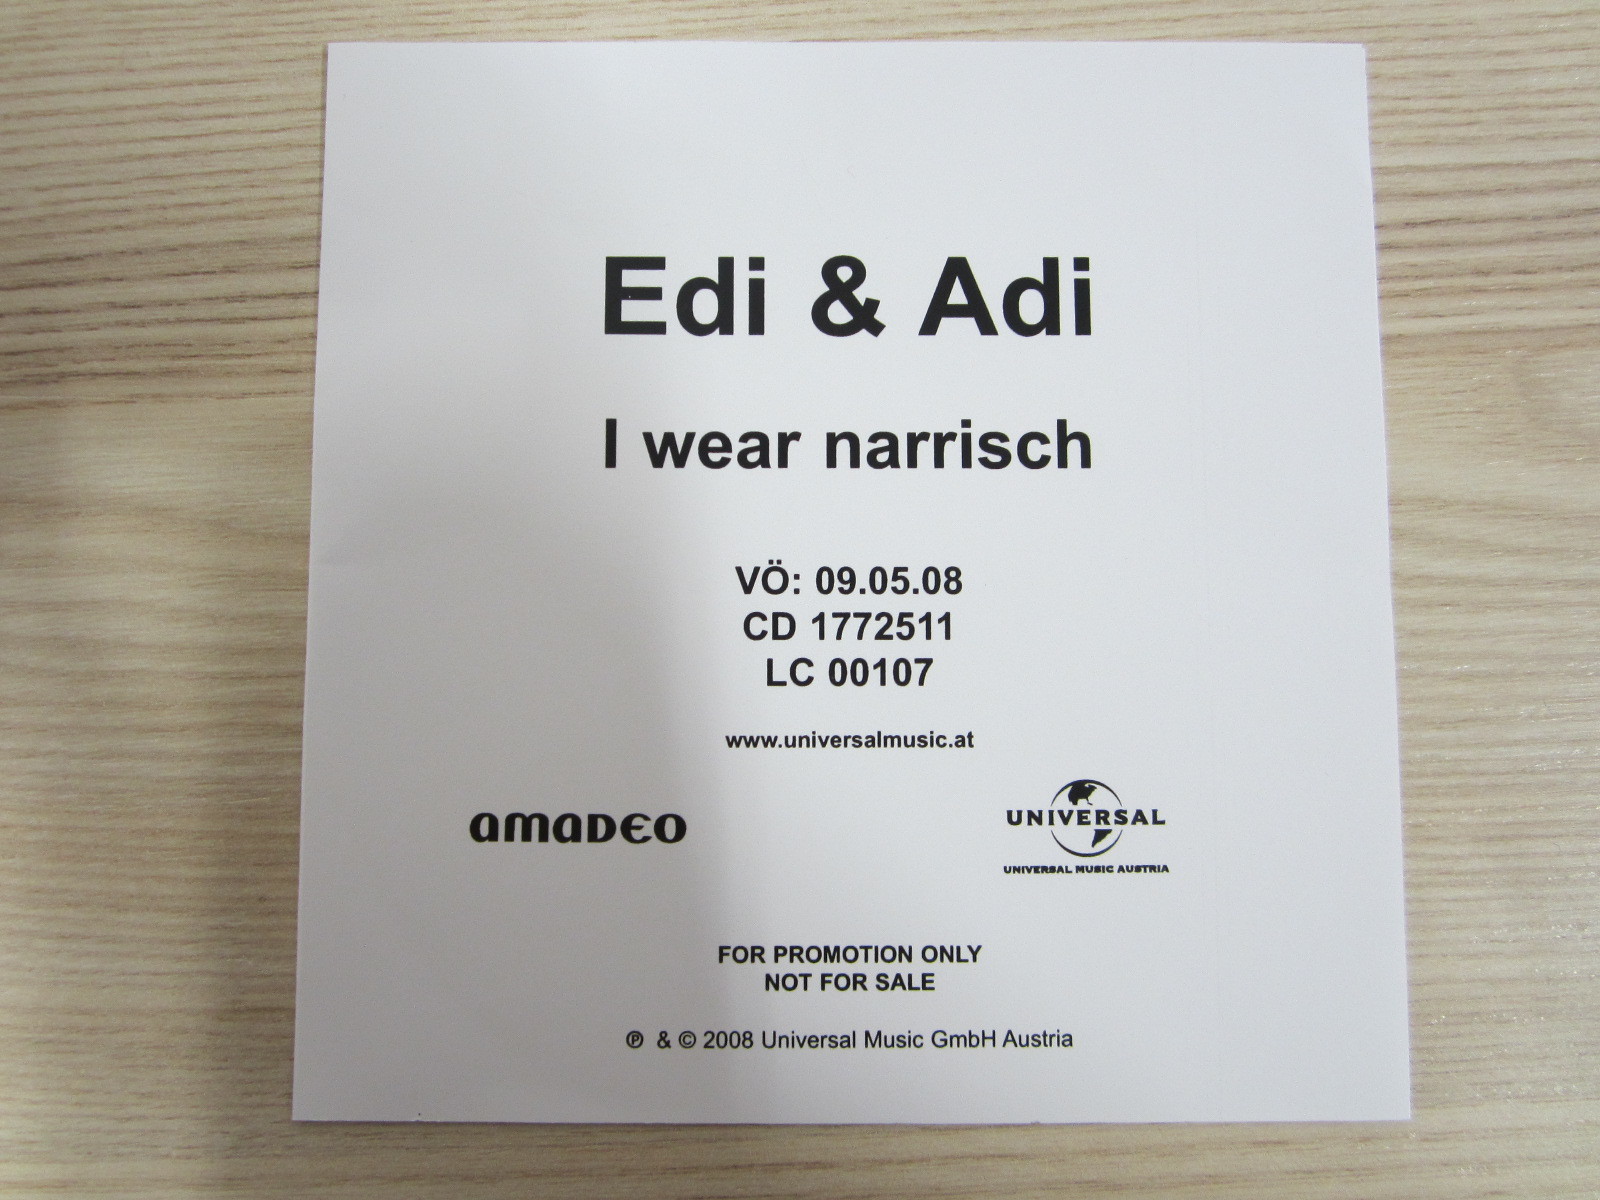 Edi & Adi
I wear narrisch
VÖ: 09.05.08
CD 1772511
LC 00107
www.universalmusic.at
amadeo
UNIVERSAL
UNIVERSAL MUSIC AUSTRIA
FOR PROMOTION ONLY
NOT FOR SALE
℗ & © 2008 Universal Music GmbH Austria